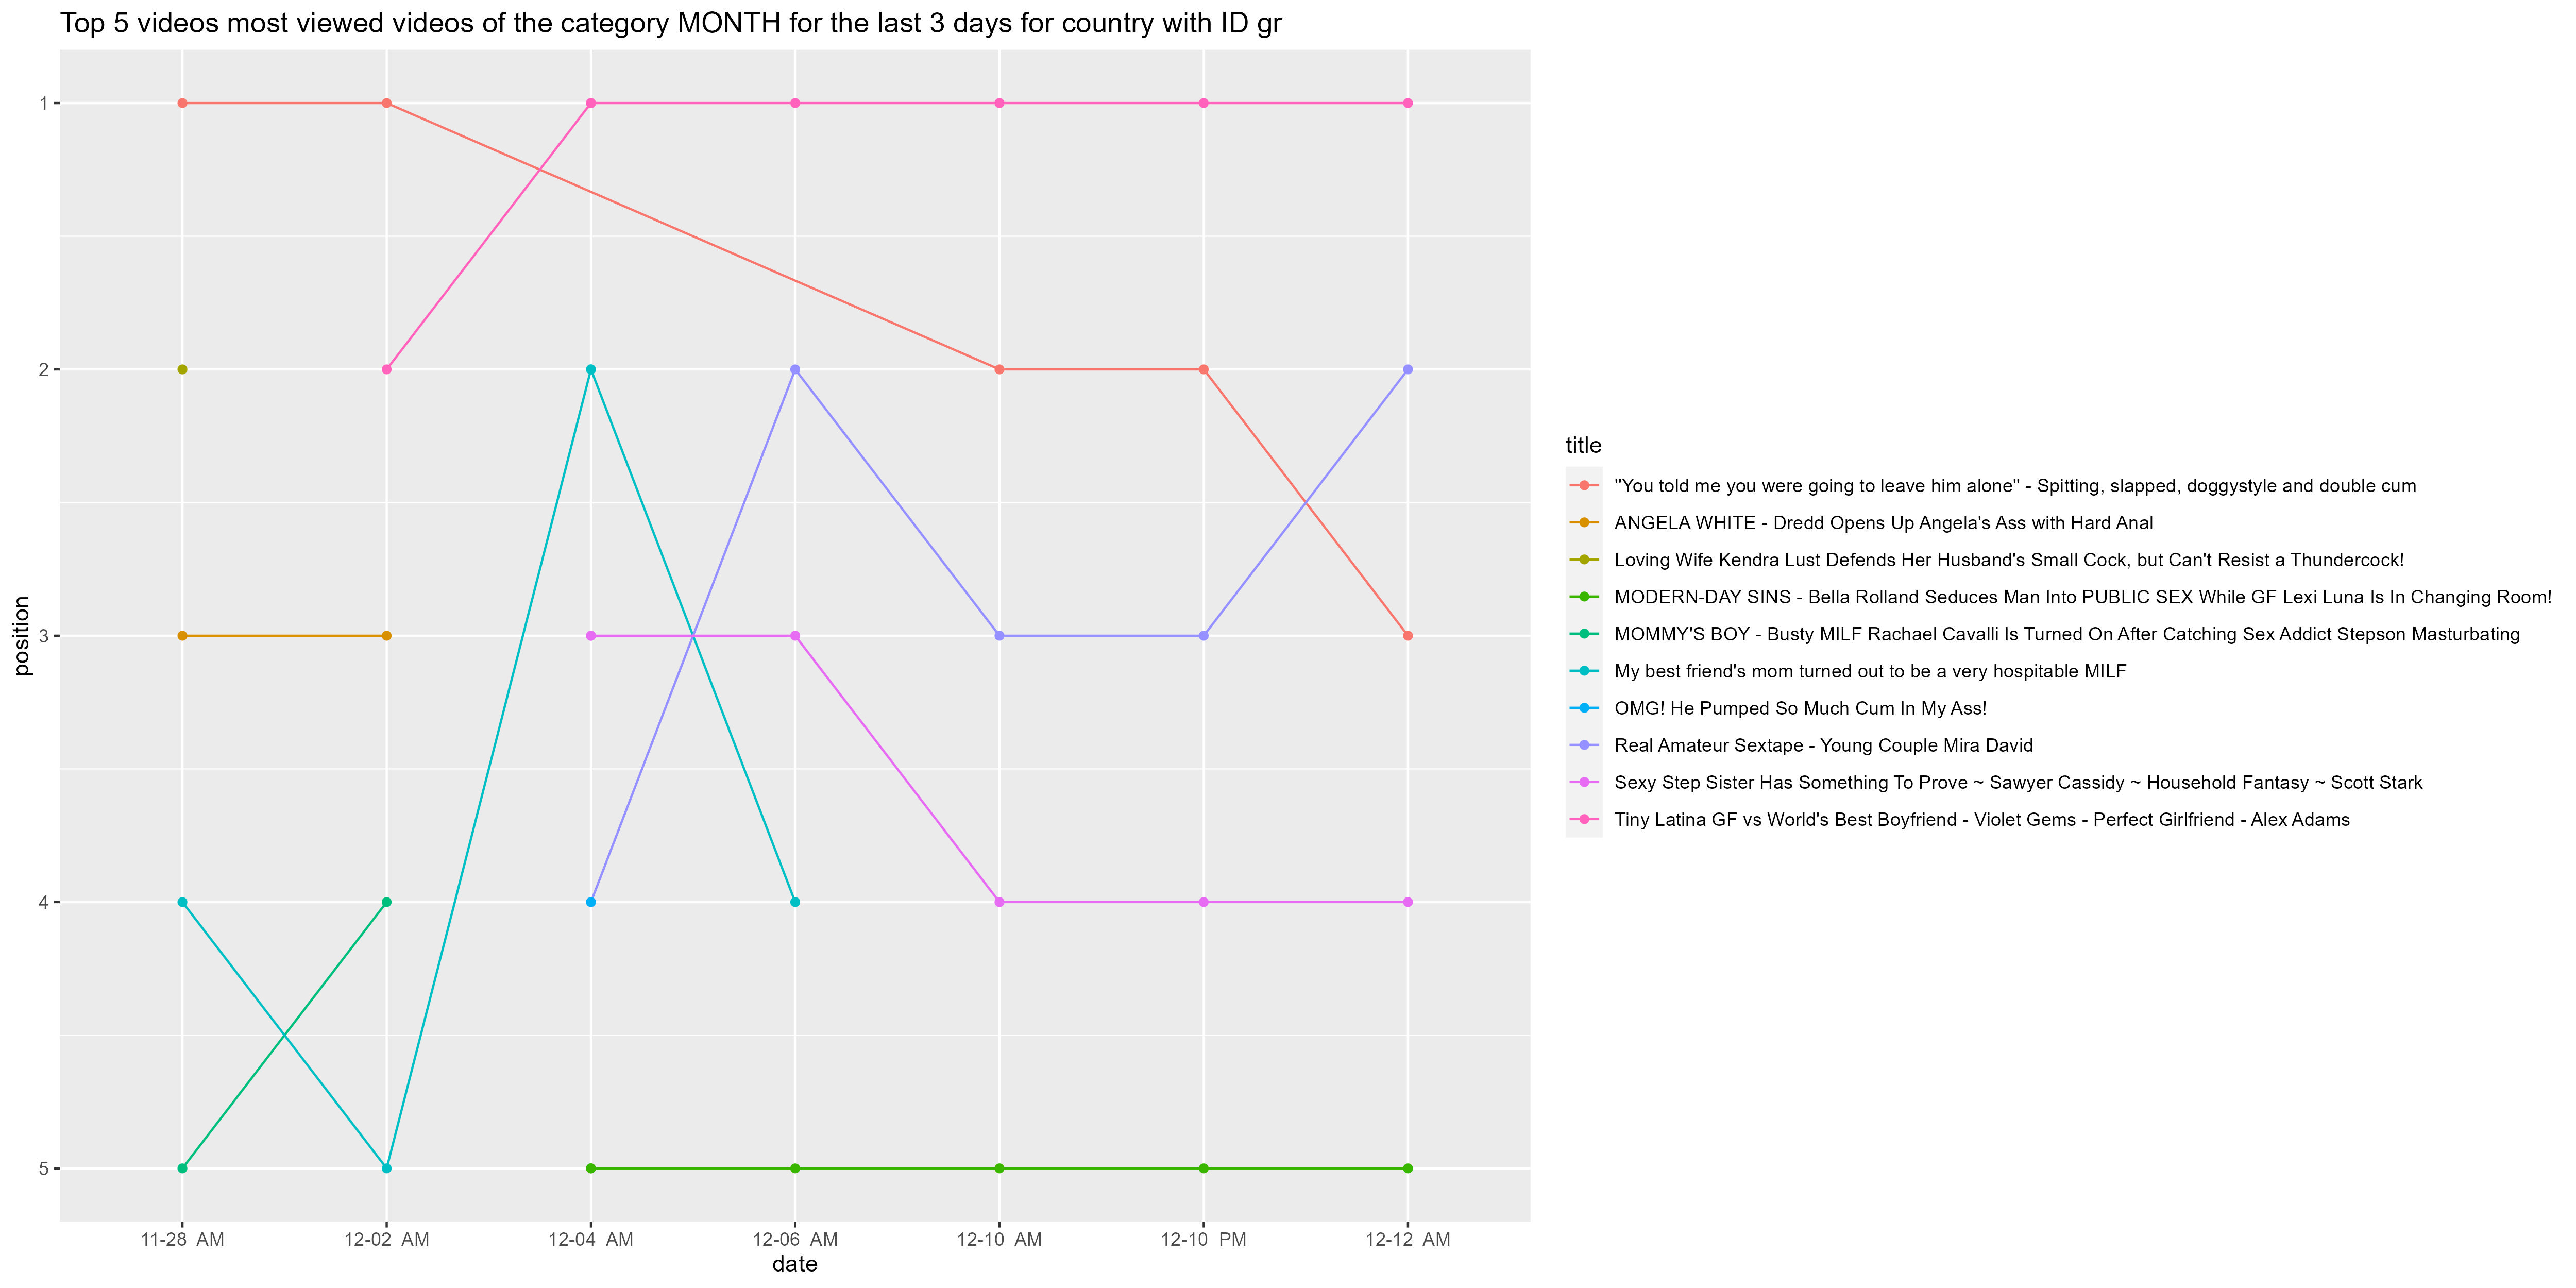 Top 5 videos most viewed videos of the category MONTH for the last 3 days for country with ID gr
position
1
2
3
4
5
11-28 AM
12-02 AM
12-04 AM
12-06 AM
12-10 AM
12-10 PM
12-12 AM
date
title
"You told me you were going to leave him alone" - Spitting, slapped, doggystyle and double cum
ANGELA WHITE - Dredd Opens Up Angela's Ass with Hard Anal
Loving Wife Kendra Lust Defends Her Husband's Small Cock, but Can't Resist a Thundercock!
MODERN-DAY SINS - Bella Rolland Seduces Man Into PUBLIC SEX While GF Lexi Luna Is In Changing Room!
MOMMY'S BOY - Busty MILF Rachael Cavalli Is Turned On After Catching Sex Addict Stepson Masturbating
My best friend's mom turned out to be a very hospitable MILF
OMG! He Pumped So Much Cum In My Ass!
Real Amateur Sextape - Young Couple Mira David
Sexy Step Sister Has Something To Prove ~ Sawyer Cassidy ~ Household Fantasy ~ Scott Stark
Tiny Latina GF vs World's Best Boyfriend - Violet Gems - Perfect Girlfriend - Alex Adams